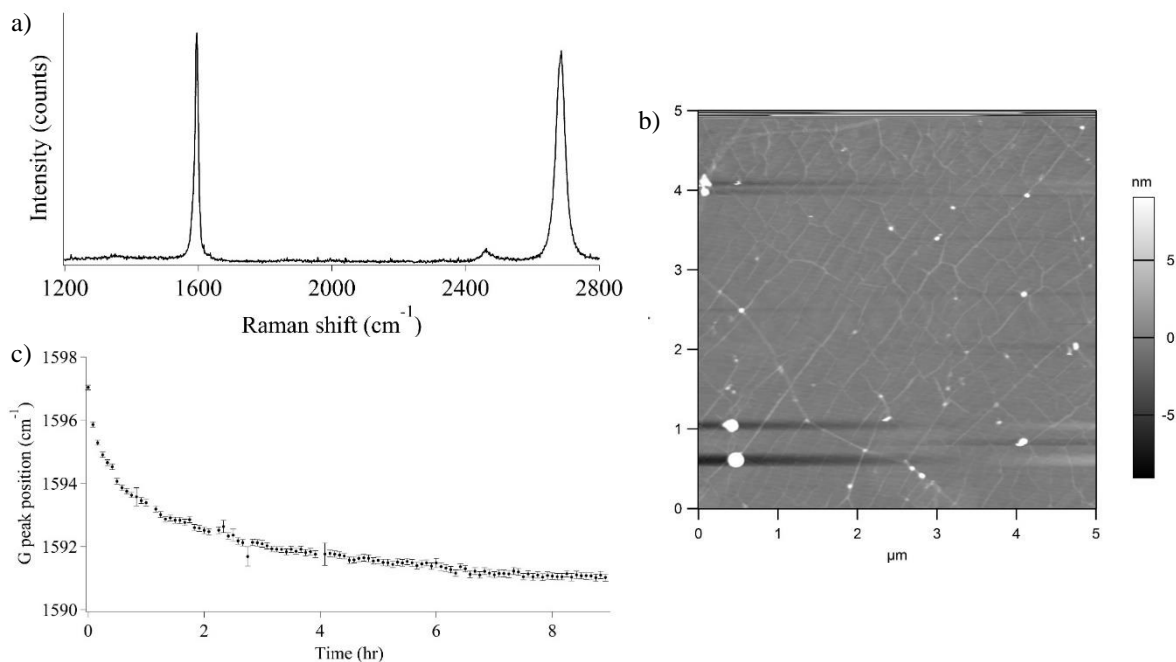 a)
Intensity (counts)
1200 1600 2000 2400 2800
Raman shift (cm-1)
b)
5
4
3
2
1
0
0 1 2 3 4 5
µm
nm
5
0
-5
c)
1598
1596
1594
1592
1590
G peak position (cm-1)
0 2 4 6 8
Time (hr)